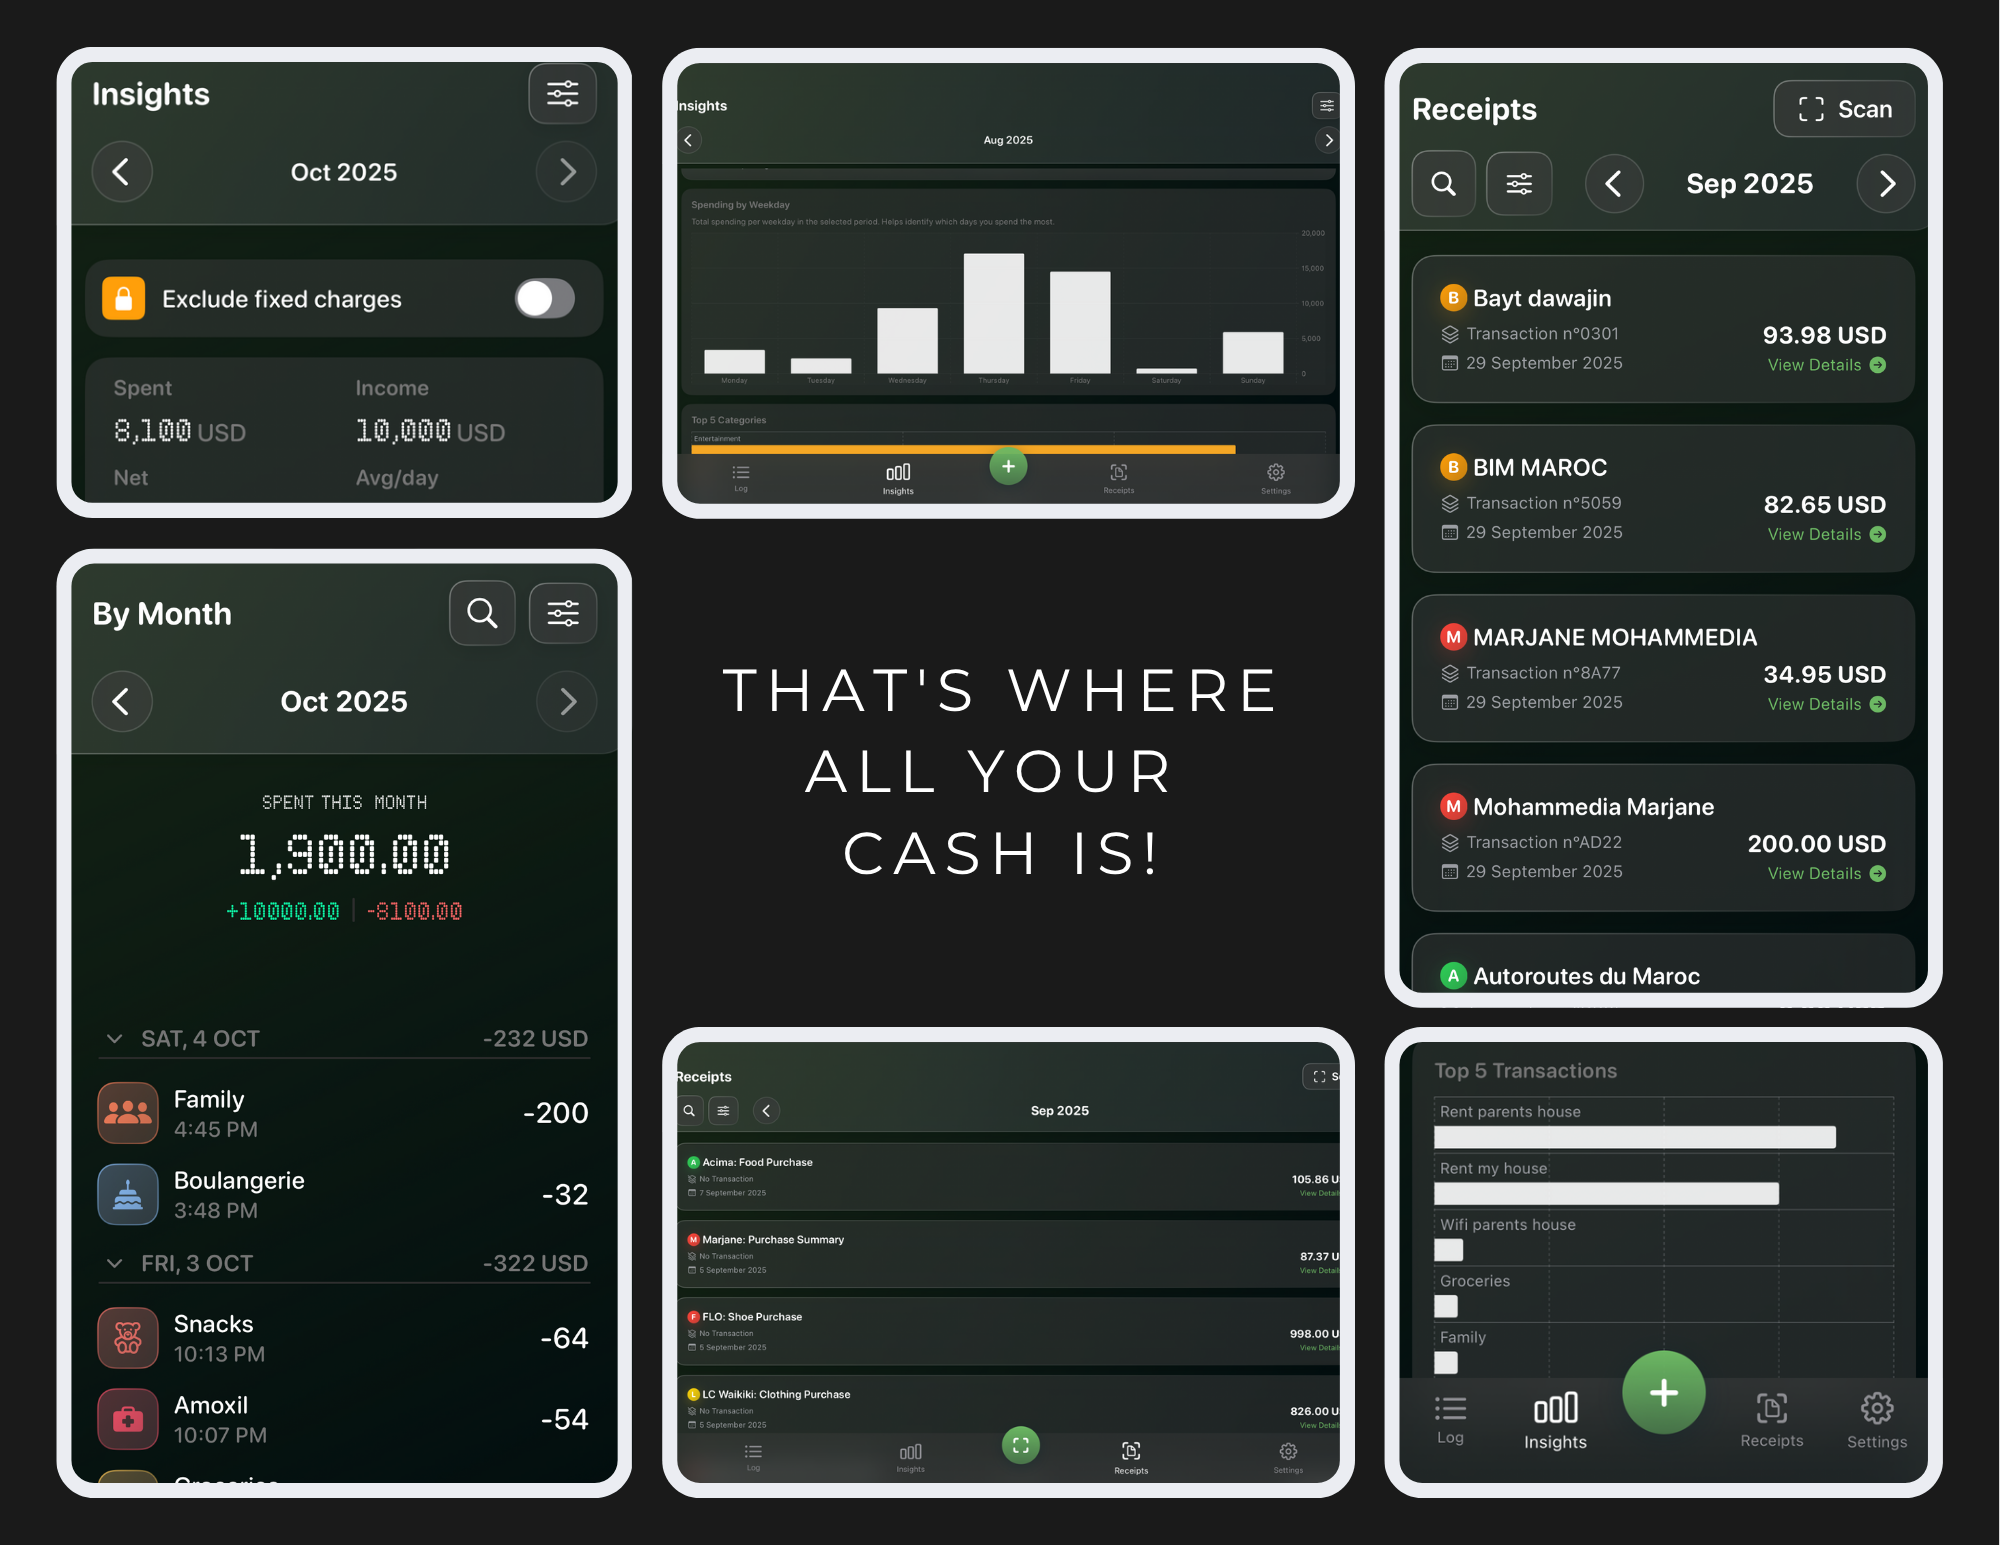 Insights
Oct 2025
Exclude fixed charges
Spent Income
8,100 USD 10,000 USD
Net Avg/day
Insights
Aug 2025
Spending by Weekday
Total spending per weekday in the selected period. Helps identify which days you spend the most.
20,000
15,000
10,000
5,000
0
Monday Tuesday Wednesday Thursday Friday Saturday Sunday
Top 5 Categories
Entertainment
Log Insights Receipts Settings
Receipts Scan
Sep 2025
B Bayt dawajin
Transaction n°0301 93.98 USD
29 September 2025 View Details
B BIM MAROC
Transaction n°5059 82.65 USD
29 September 2025 View Details
M MARJANE MOHAMMEDIA
Transaction n°8A77 34.95 USD
29 September 2025 View Details
M Mohammedia Marjane
Transaction n°AD22 200.00 USD
29 September 2025 View Details
A Autoroutes du Maroc
By Month
Oct 2025
SPENT THIS MONTH
1,900.00
+10000.00 -8100.00
SAT, 4 OCT -232 USD
Family -200
4:45 PM
Boulangerie -32
3:48 PM
FRI, 3 OCT -322 USD
Snacks -64
10:13 PM
Amoxil -54
10:07 PM
THAT'S WHERE
ALL YOUR
CASH IS!
Receipts
Sep 2025
A Acima: Food Purchase
No Transaction 105.86 U
7 September 2025 View Detail
M Marjane: Purchase Summary
No Transaction 87.37 U
5 September 2025 View Detail
F FLO: Shoe Purchase
No Transaction 998.00 U
5 September 2025 View Detail
L LC Waikiki: Clothing Purchase
No Transaction 826.00 U
5 September 2025 View Detail
Log Insights Receipts Settings
Top 5 Transactions
Rent parents house
Rent my house
Wifi parents house
Groceries
Family
Log Insights Receipts Settings